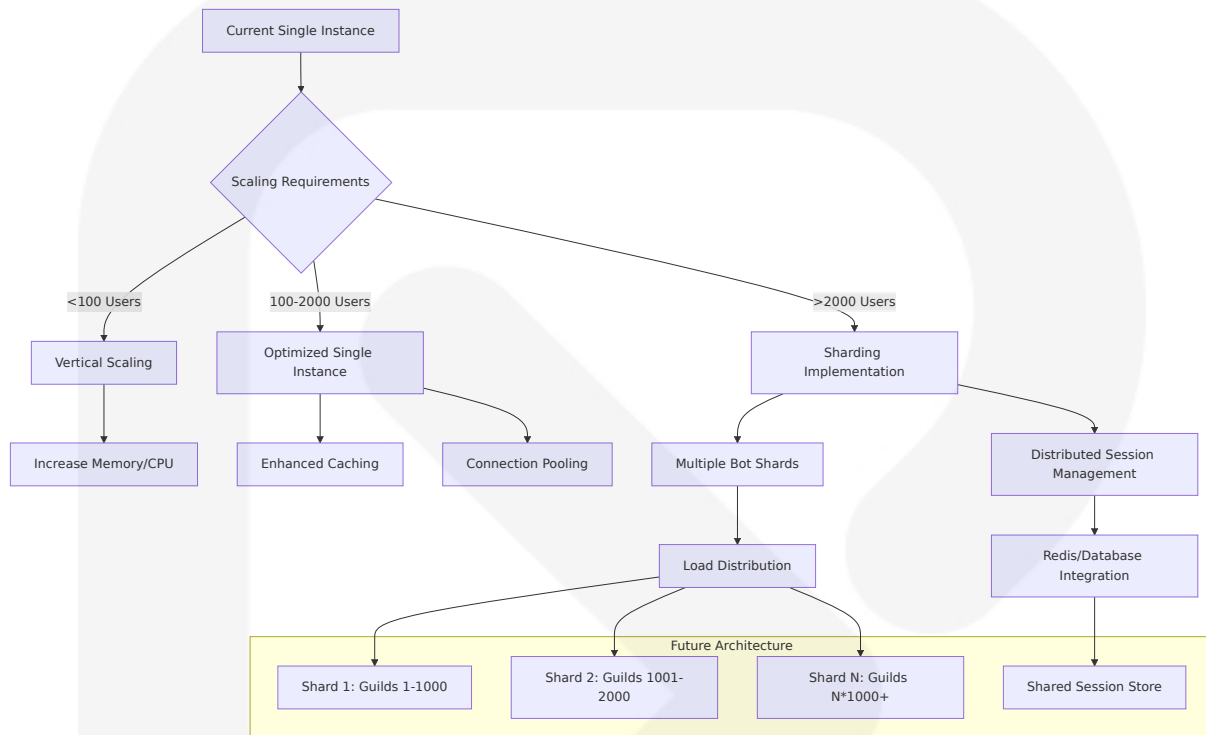 Current Single Instance
Scaling Requirements
<100 Users
100-2000 Users
>2000 Users
Vertical Scaling
Optimized Single
Instance
Sharding
Implementation
Increase Memory/CPU
Enhanced Caching
Connection Pooling
Multiple Bot Shards
Distributed Session
Management
Load Distribution
Redis/Database
Integration
Future Architecture
Shard 1: Guilds 1-1000
Shard 2: Guilds 1001-
2000
Shard N: Guilds
N*1000+
Shared Session Store